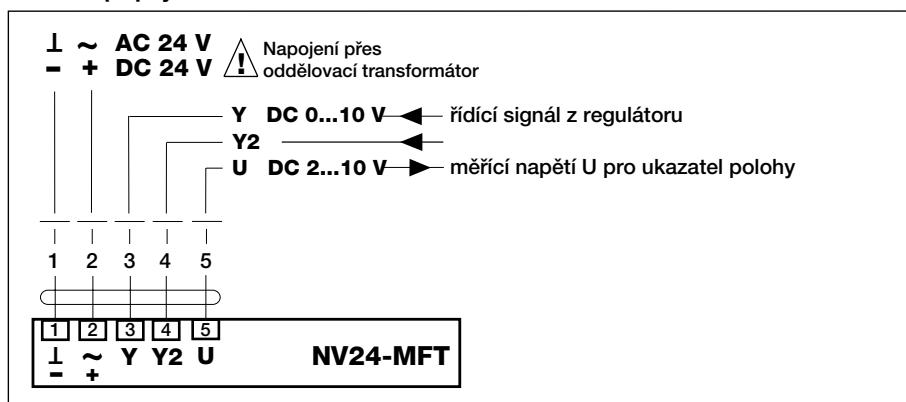 ⊥ ~ AC 24 V
– + DC 24 V
! Napojení přes
oddělovací transformátor
Y DC 0...10 V řídící signál z regulátoru
Y2
U DC 2...10 V měřící napětí U pro ukazatel polohy
1 2 3 4 5
1 2 3 4 5
⊥ ~ Y Y2 U NV24-MFT
– +